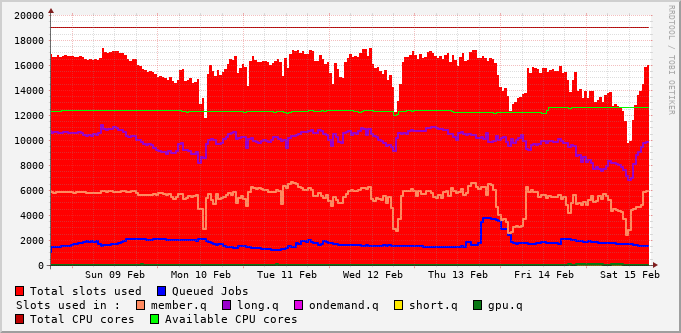 RRDTOOL / TOBI OETIKER
20000
18000
16000
14000
12000
10000
8000
6000
4000
2000
0
Sun 09 Feb Mon 10 Feb Tue 11 Feb Wed 12 Feb Thu 13 Feb Fri 14 Feb Sat 15 Feb
Total slots used Queued Jobs
Slots used in : member.q long.q ondemand.q short.q gpu.q
Total CPU cores Available CPU cores